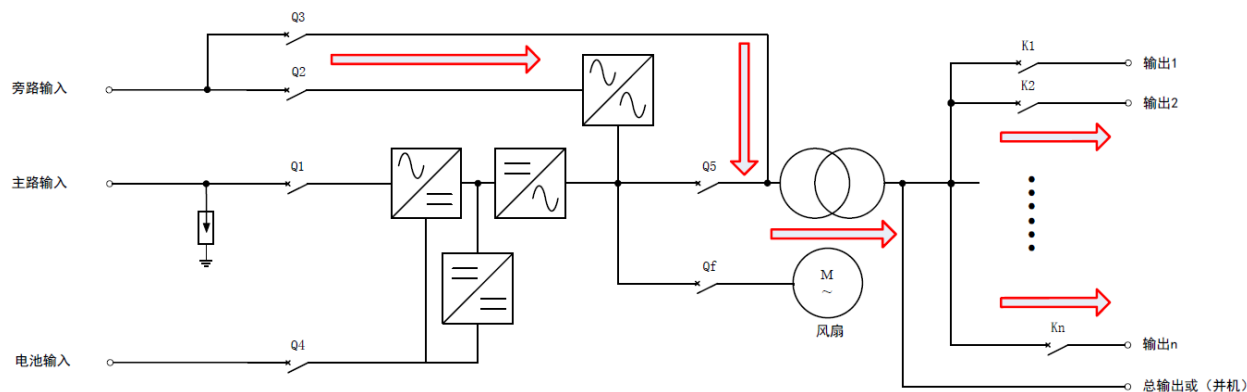 Q3
K1
输出1
Q2
K2
旁路输入
输出2
Q1
Q5
主路输入
Qf
M
~
风扇
Kn
Q4
输出n
电池输入
总输出或（并机）